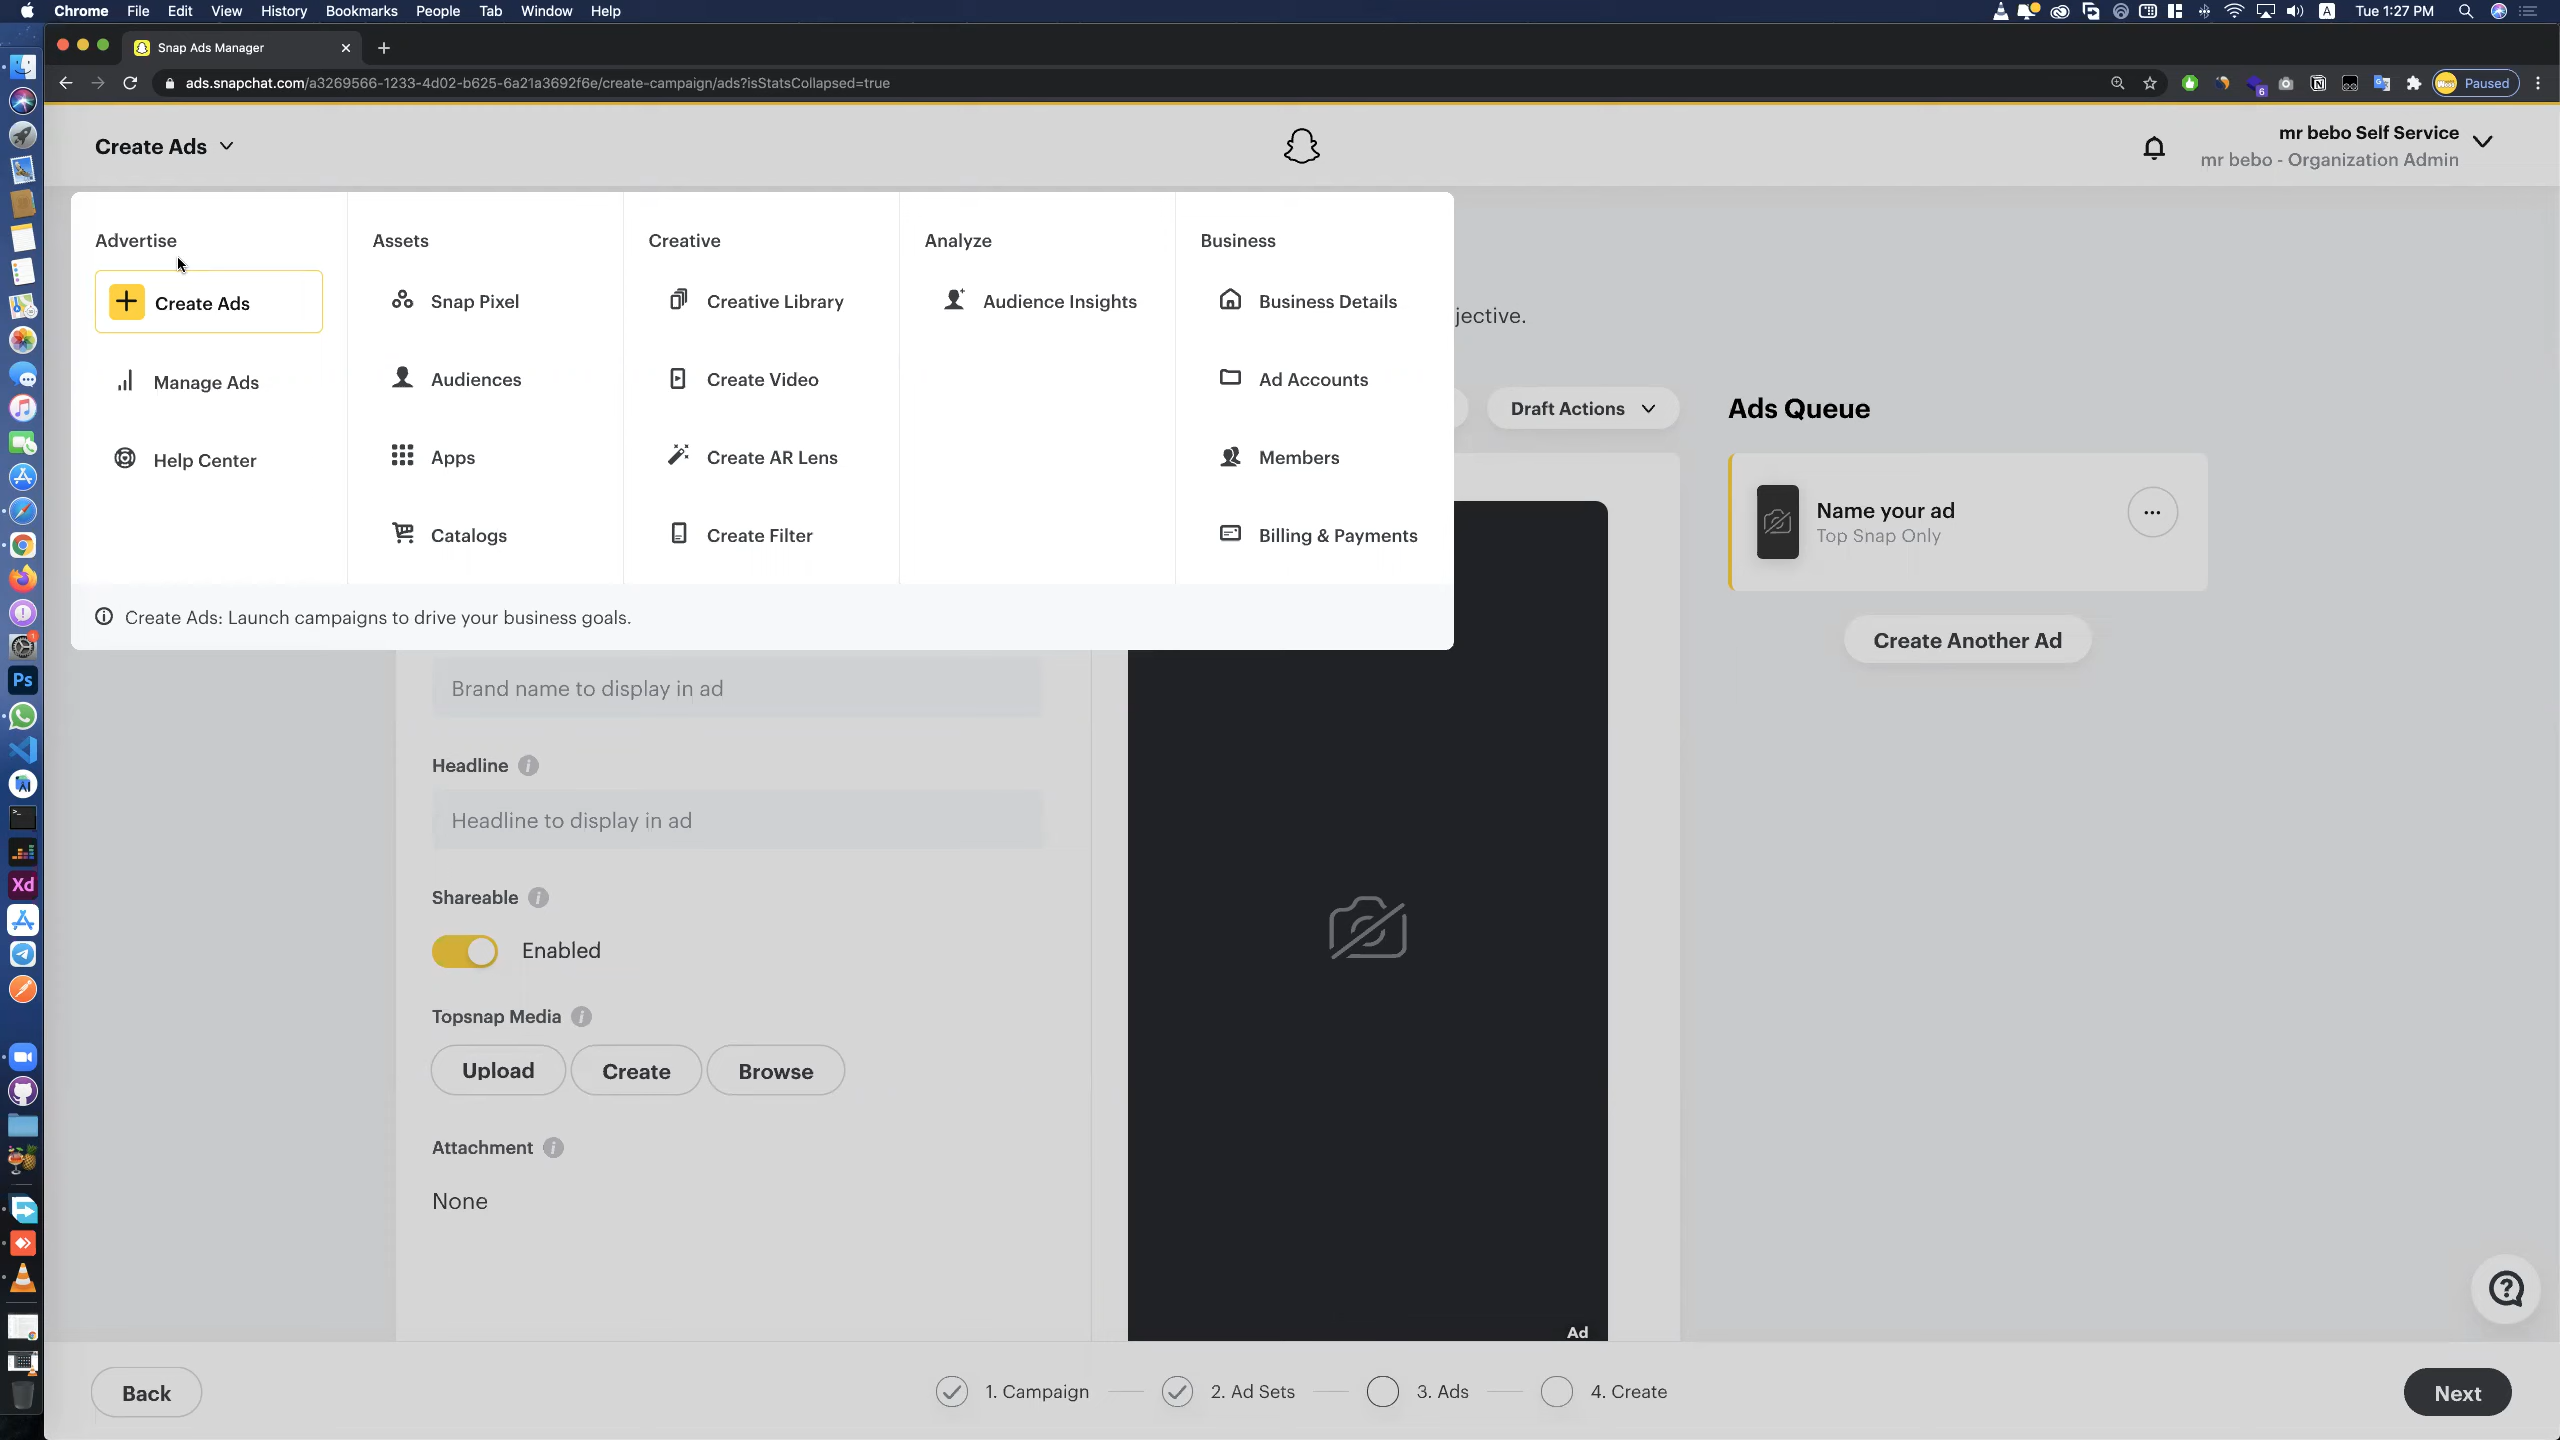 Chrome File Edit View History Bookmarks People Tab Window Help
A Tue 1:27 PM
Snap Ads Manager
ads.snapchat.com/a3269566-1233-4d02-b625-6a21a3692f6e/create-campaign/ads?isStatsCollapsed=true
6
Paused
Create Ads
mr bebo Self Service
mr bebo - Organization Admin
Advertise
Create Ads
Manage Ads
Help Center
Assets
Snap Pixel
Audiences
Apps
Catalogs
Creative
Creative Library
Create Video
Create AR Lens
Create Filter
Analyze
Audience Insights
Business
Business Details
Ad Accounts
Members
Billing & Payments
Create Ads: Launch campaigns to drive your business goals.
jective.
Draft Actions
Ads Queue
Name your ad
Top Snap Only
Create Another Ad
Brand name to display in ad
Headline
Headline to display in ad
Shareable
Enabled
Topsnap Media
Upload
Create
Browse
Attachment
None
Ad
Back
1. Campaign
2. Ad Sets
3. Ads
4. Create
Next
1
Ps
Xd